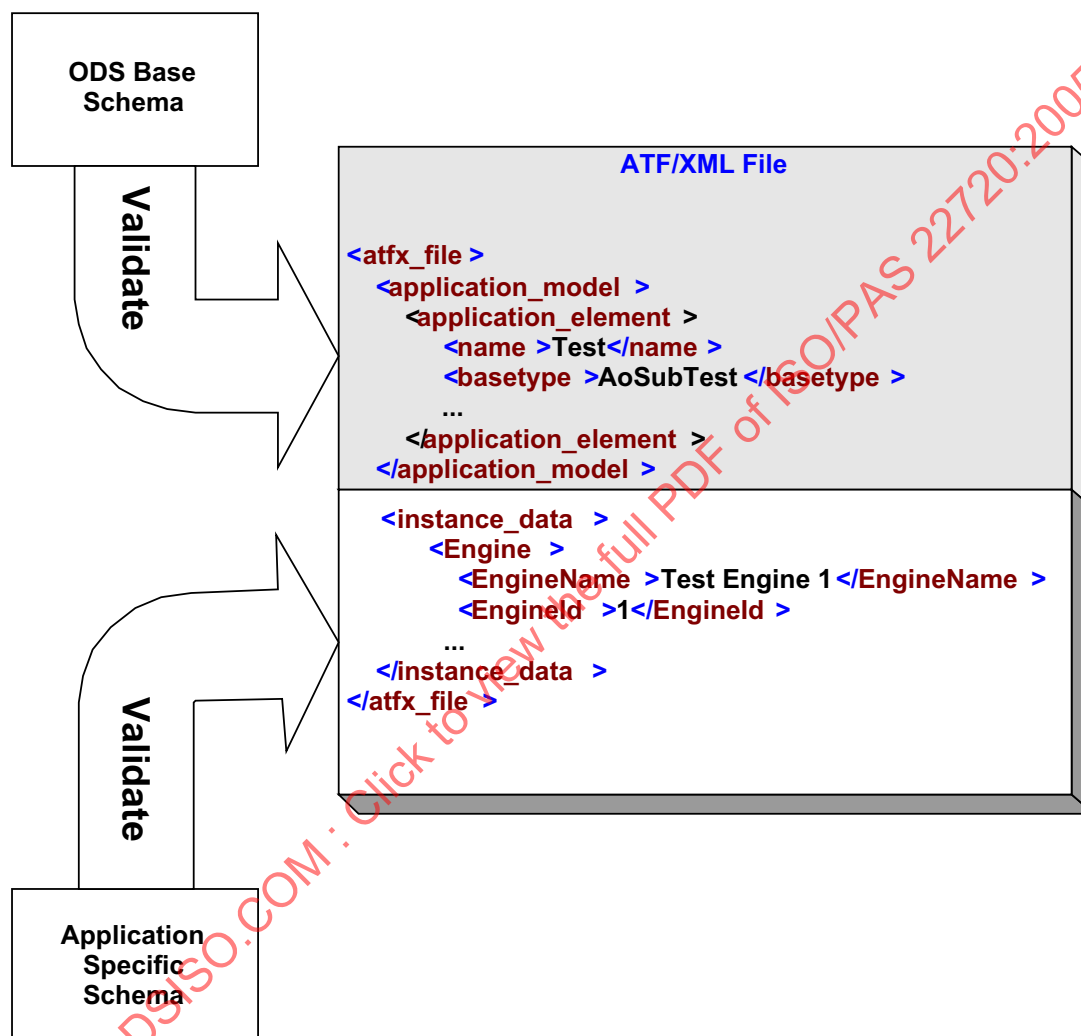 ODS Base
Schema
Validate
ATF/XML File
<atfx_file >
<application_model >
<application_element >
<name >Test</name >
<basetype >AoSubTest </basetype >
...
</application_element >
</application_model >
<instance_data >
<Engine >
<EngineName >Test Engine 1 </EngineName >
<EngineId >1</EngineId >
...
</instance_data >
</atfx_file >
Validate
Application
Specific
Schema
DSISO.COM : Click to view the full PDF of ISO/PAS 22720:2005